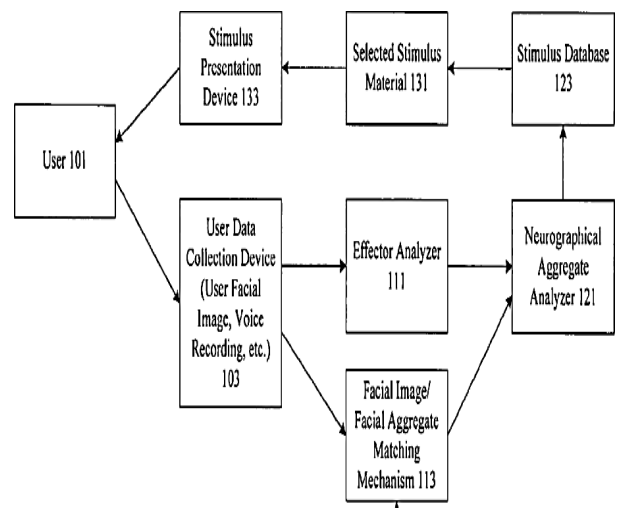 Stimulus
Presentation
Device 133
Selected Stimulus
Material 131
Stimulus Database
123
User 101
User Data
Collection Device
(User Facial
Image, Voice
Recording, etc.)
103
Effector Analyzer
111
Neurographical
Aggregate
Analyzer 121
Facial Image/
Facial Aggregate
Matching
Mechanism 113